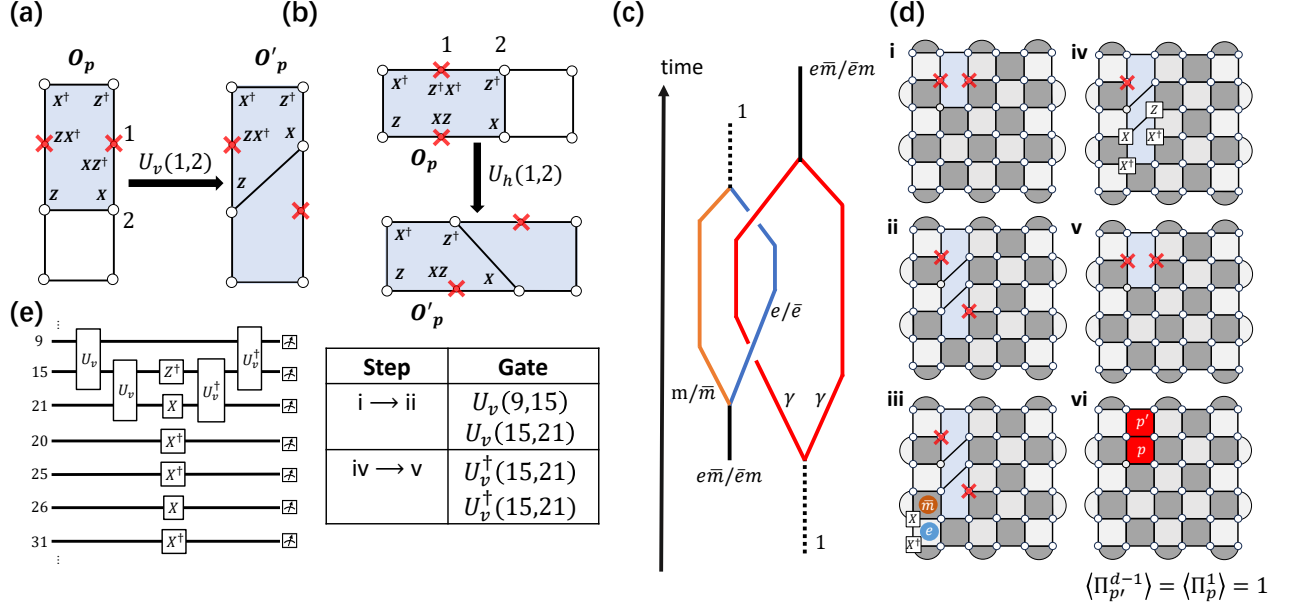 (a)
O_p
O'_p
X†
Z†
ZX†
XZ†
Z
X
1
2
U_v(1,2)
X†
Z†
ZX†
X
Z
(b)
1
2
X†
Z†X†
Z†
Z
XZ
X
O_p
U_h(1,2)
X†
Z†
Z
XZ
X
O'_p
(c)
time
1
em̅/e̅m
e/e̅
m/m̅
γ
γ
em̅/e̅m
1
(d)
i
ii
iii
m̅
X
e
X†
iv
Z
X
X†
X†
v
vi
p'
p
⟨Π_{p'}^{d−1}⟩ = ⟨Π_p^1⟩ = 1
(e)
⋮
9
15
21
20
25
26
31
⋮
U_v
U_v
Z†
X
U_v†
U_v†
X†
X†
X
X†
Step
Gate
i → ii
U_v(9,15)
U_v(15,21)
iv → v
U_v†(15,21)
U_v†(15,21)